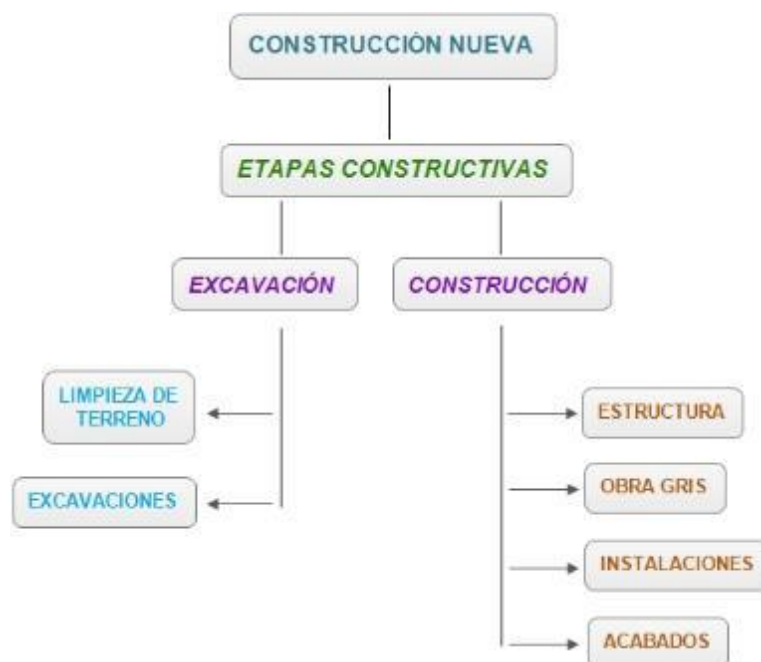 CONSTRUCCIÓN NUEVA
ETAPAS CONSTRUCTIVAS
EXCAVACIÓN
CONSTRUCCIÓN
LIMPIEZA DE
TERRENO
EXCAVACIONES
ESTRUCTURA
OBRA GRIS
INSTALACIONES
ACABADOS